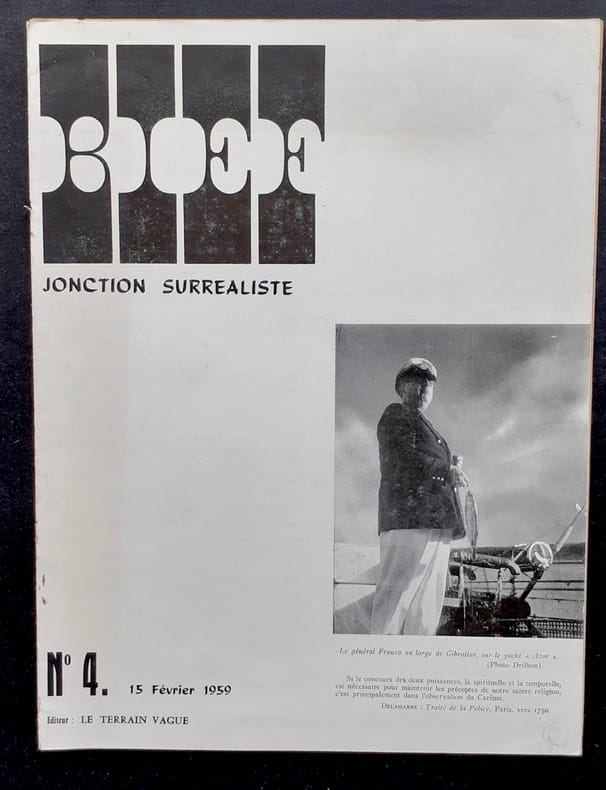 BIEF
JONCTION SURREALISTE
Le général Franco au large de Gibraltar, sur le yacht « Azor ».
(Photo Drilhon).
Si le concours des deux puissances, la spirituelle et la temporelle,
est nécessaire pour maintenir les préceptes de notre sainte religion,
c'est principalement dans l'observation du Carême.
DELAMARRE : Traité de la Police, Paris, vers 1750.
N° 4. 15 Février 1959
Editeur : LE TERRAIN VAGUE